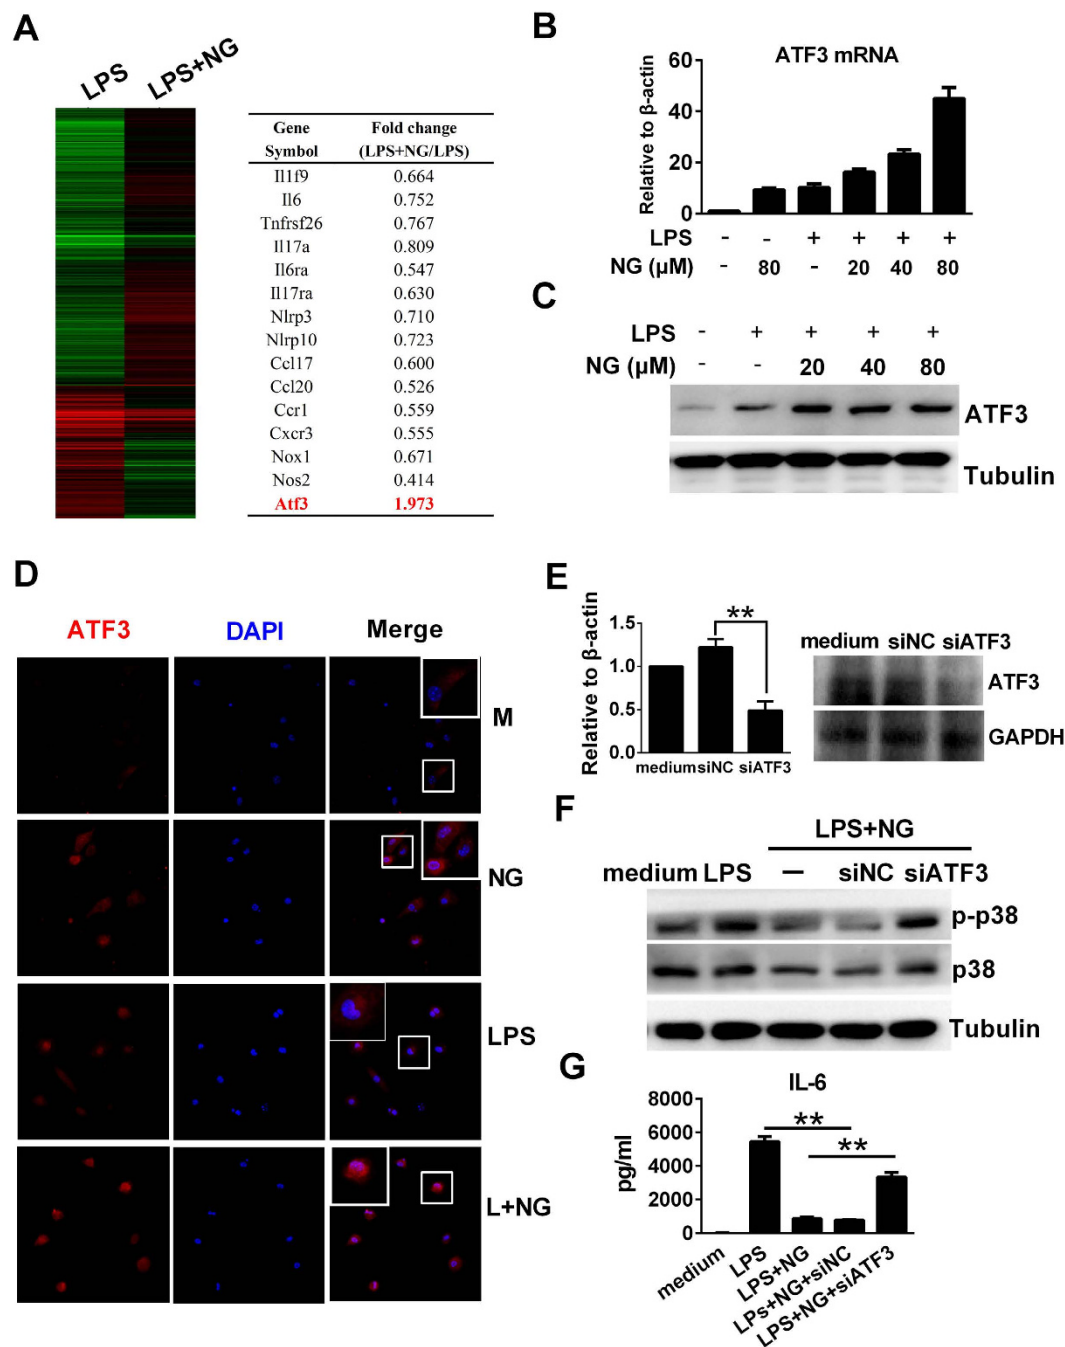 A
LPS LPS+NG
Gene Fold change
Symbol (LPS+NG/LPS)
Il1f9 0.664
Il6 0.752
Tnfrsf26 0.767
Il17a 0.809
Il6ra 0.547
Il17ra 0.630
Nlrp3 0.710
Nlrp10 0.723
Ccl17 0.600
Ccl20 0.526
Ccr1 0.559
Cxcr3 0.555
Nox1 0.671
Nos2 0.414
Atf3 1.973
B
ATF3 mRNA
Relative to β-actin
60
40
20
0
LPS - - + + + +
NG (μM) - 80 - 20 40 80
C
LPS - + + + +
NG (μM) - - 20 40 80
ATF3
Tubulin
D
ATF3 DAPI Merge
M
NG
LPS
L+NG
E
Relative to β-actin
1.5
1.0
0.5
0.0
**
medium siNC siATF3
medium siNC siATF3
ATF3
GAPDH
F
LPS+NG
medium LPS — siNC siATF3
p-p38
p38
Tubulin
G
IL-6
pg/ml
8000
6000
4000
2000
0
**
**
medium
LPS
LPS+NG
LPs+NG+siNC
LPS+NG+siATF3